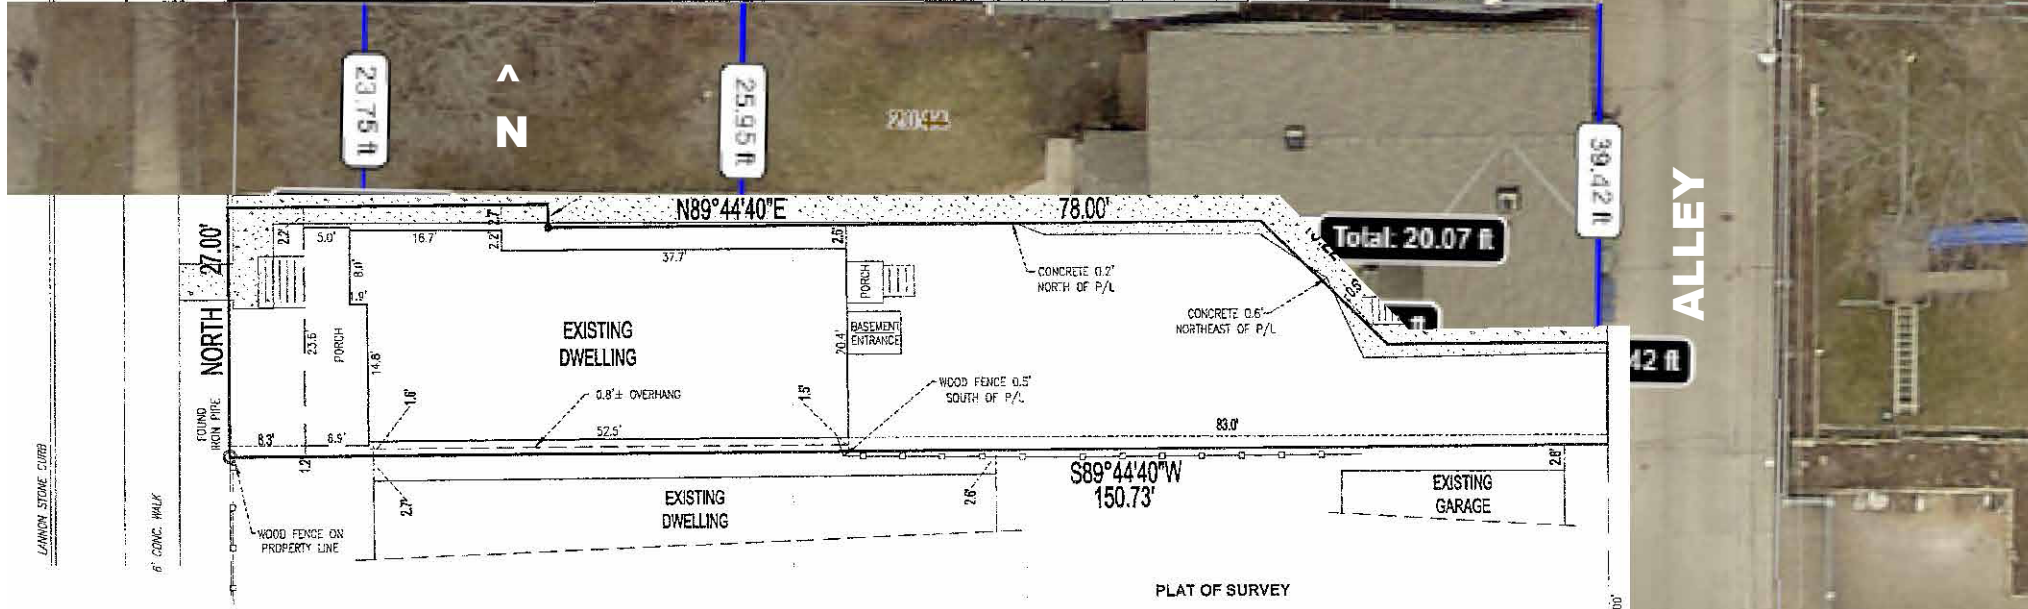 23.75 ft
^
N
25.95 ft
39.42 ft
ALLEY
N89°44'40"E
78.00'
Total: 20.07 ft
ft
42 ft
NORTH 27.00'
2.2'
5.0'
16.7'
2.7'
2.2'
37.7'
2.6'
8.0'
1.9'
PORCH
CONCRETE 0.2'
NORTH OF P/L
CONCRETE 0.6'
NORTHEAST OF P/L
EXISTING
DWELLING
BASEMENT
ENTRANCE
20.4'
23.6'
PORCH
14.8'
1.6'
0.8'± OVERHANG
1.5'
WOOD FENCE 0.5'
SOUTH OF P/L
FOUND
IRON PIPE
8.3'
6.9'
52.5'
83.0'
1.2'
S89°44'40"W
150.73'
2.7'
EXISTING
DWELLING
2.6'
EXISTING
GARAGE
2.8'
WOOD FENCE ON
PROPERTY LINE
LANNON STONE CURB
6' CONC. WALK
PLAT OF SURVEY
00'